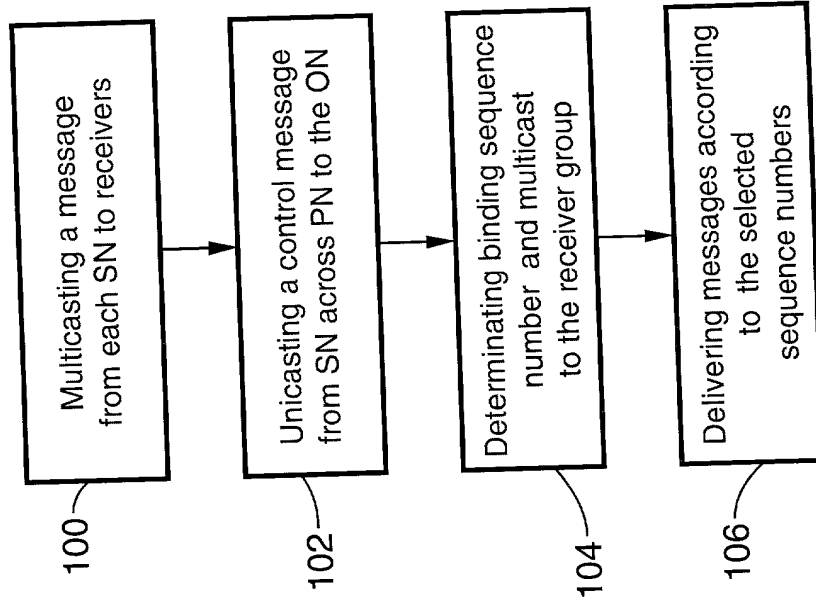 100
Multicasting a message
from each SN to receivers
102
Unicasting a control message
from SN across PN to the ON
104
Determinating binding sequence
number and multicast
to the receiver group
106
Delivering messages according
to the selected
sequence numbers